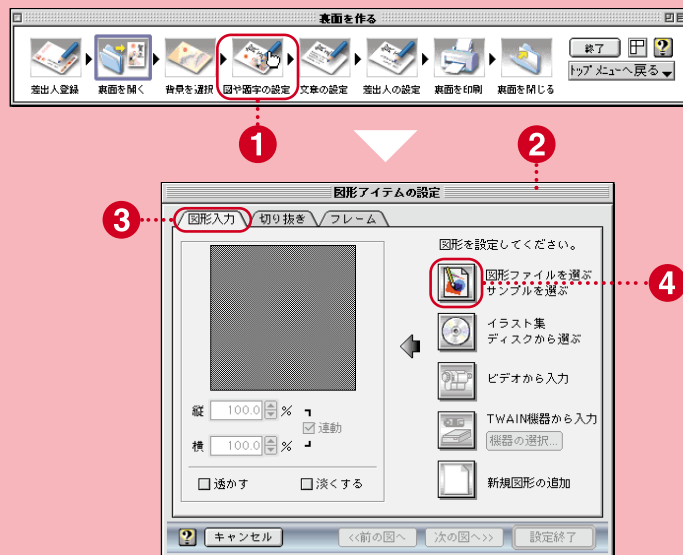 裏面を作る
終了
トップメニューへ戻る
差出人登録 裏面を開く 背景を選択 図や題字の設定 文章の設定 差出人の設定 裏面を印刷 裏面を閉じる
1
2
図形アイテムの設定
3
図形入力 切り抜き フレーム
図形を設定してください。
図形ファイルを選ぶ
サンプルを選ぶ
4
イラスト集
ディスクから選ぶ
ビデオから入力
縦 100.0 %
連動
横 100.0 %
TWAIN機器から入力
機器の選択...
透かす 淡くする
新規図形の追加
? キャンセル <<前の図へ 次の図へ>> 設定終了